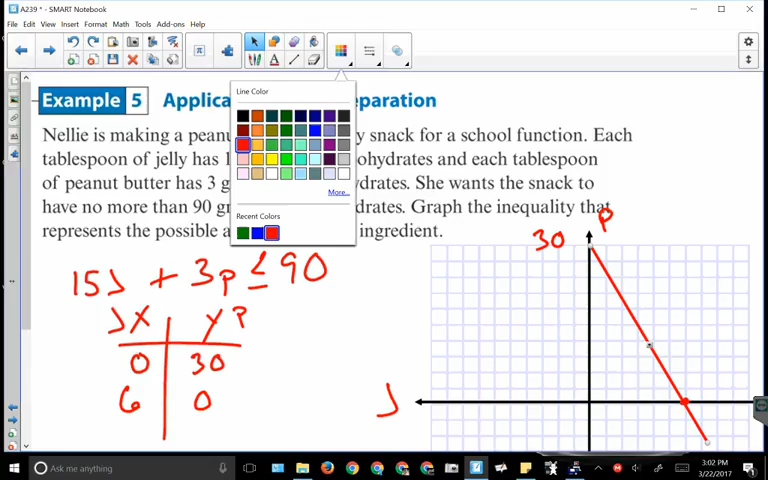 A239 * - SMART Notebook
File Edit View Insert Format Math Tools Add-ons Help
Line Color
More...
Recent Colors
Example 5 Applica paration
Nellie is making a peanu y snack for a school function. Each
tablespoon of jelly has 1 ohydrates and each tablespoon
of peanut butter has 3 g ydrates. She wants the snack to
have no more than 90 gr drates. Graph the inequality that
represents the possible a ingredient.
P
30
15J + 3p ≤ 90
J X y P
0 30
6 0
J
Ask me anything
3:02 PM
3/22/2017